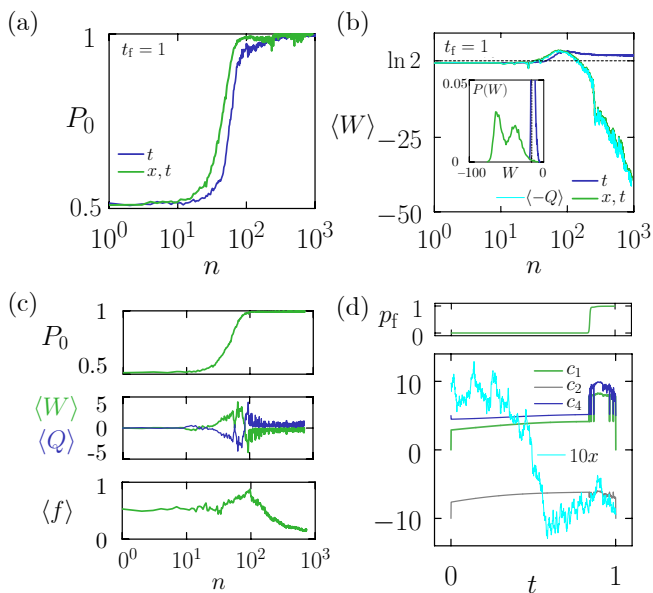 (a)
t_f = 1
1
P_0
t
x, t
0.5
10^0 10^1 10^2 10^3
n
(b)
t_f = 1
ln 2
⟨W⟩
−25
−50
0.05
P(W)
0
−100 W 0
⟨−Q⟩
t
x, t
10^0 10^1 10^2 10^3
n
(c)
1
P_0
0.5
⟨W⟩
⟨Q⟩
5
0
-5
1
⟨f⟩
0
10^0 10^1 10^2 10^3
n
(d)
p_f
1
0
10
0
−10
c_1
c_2
c_4
10x
0 t 1